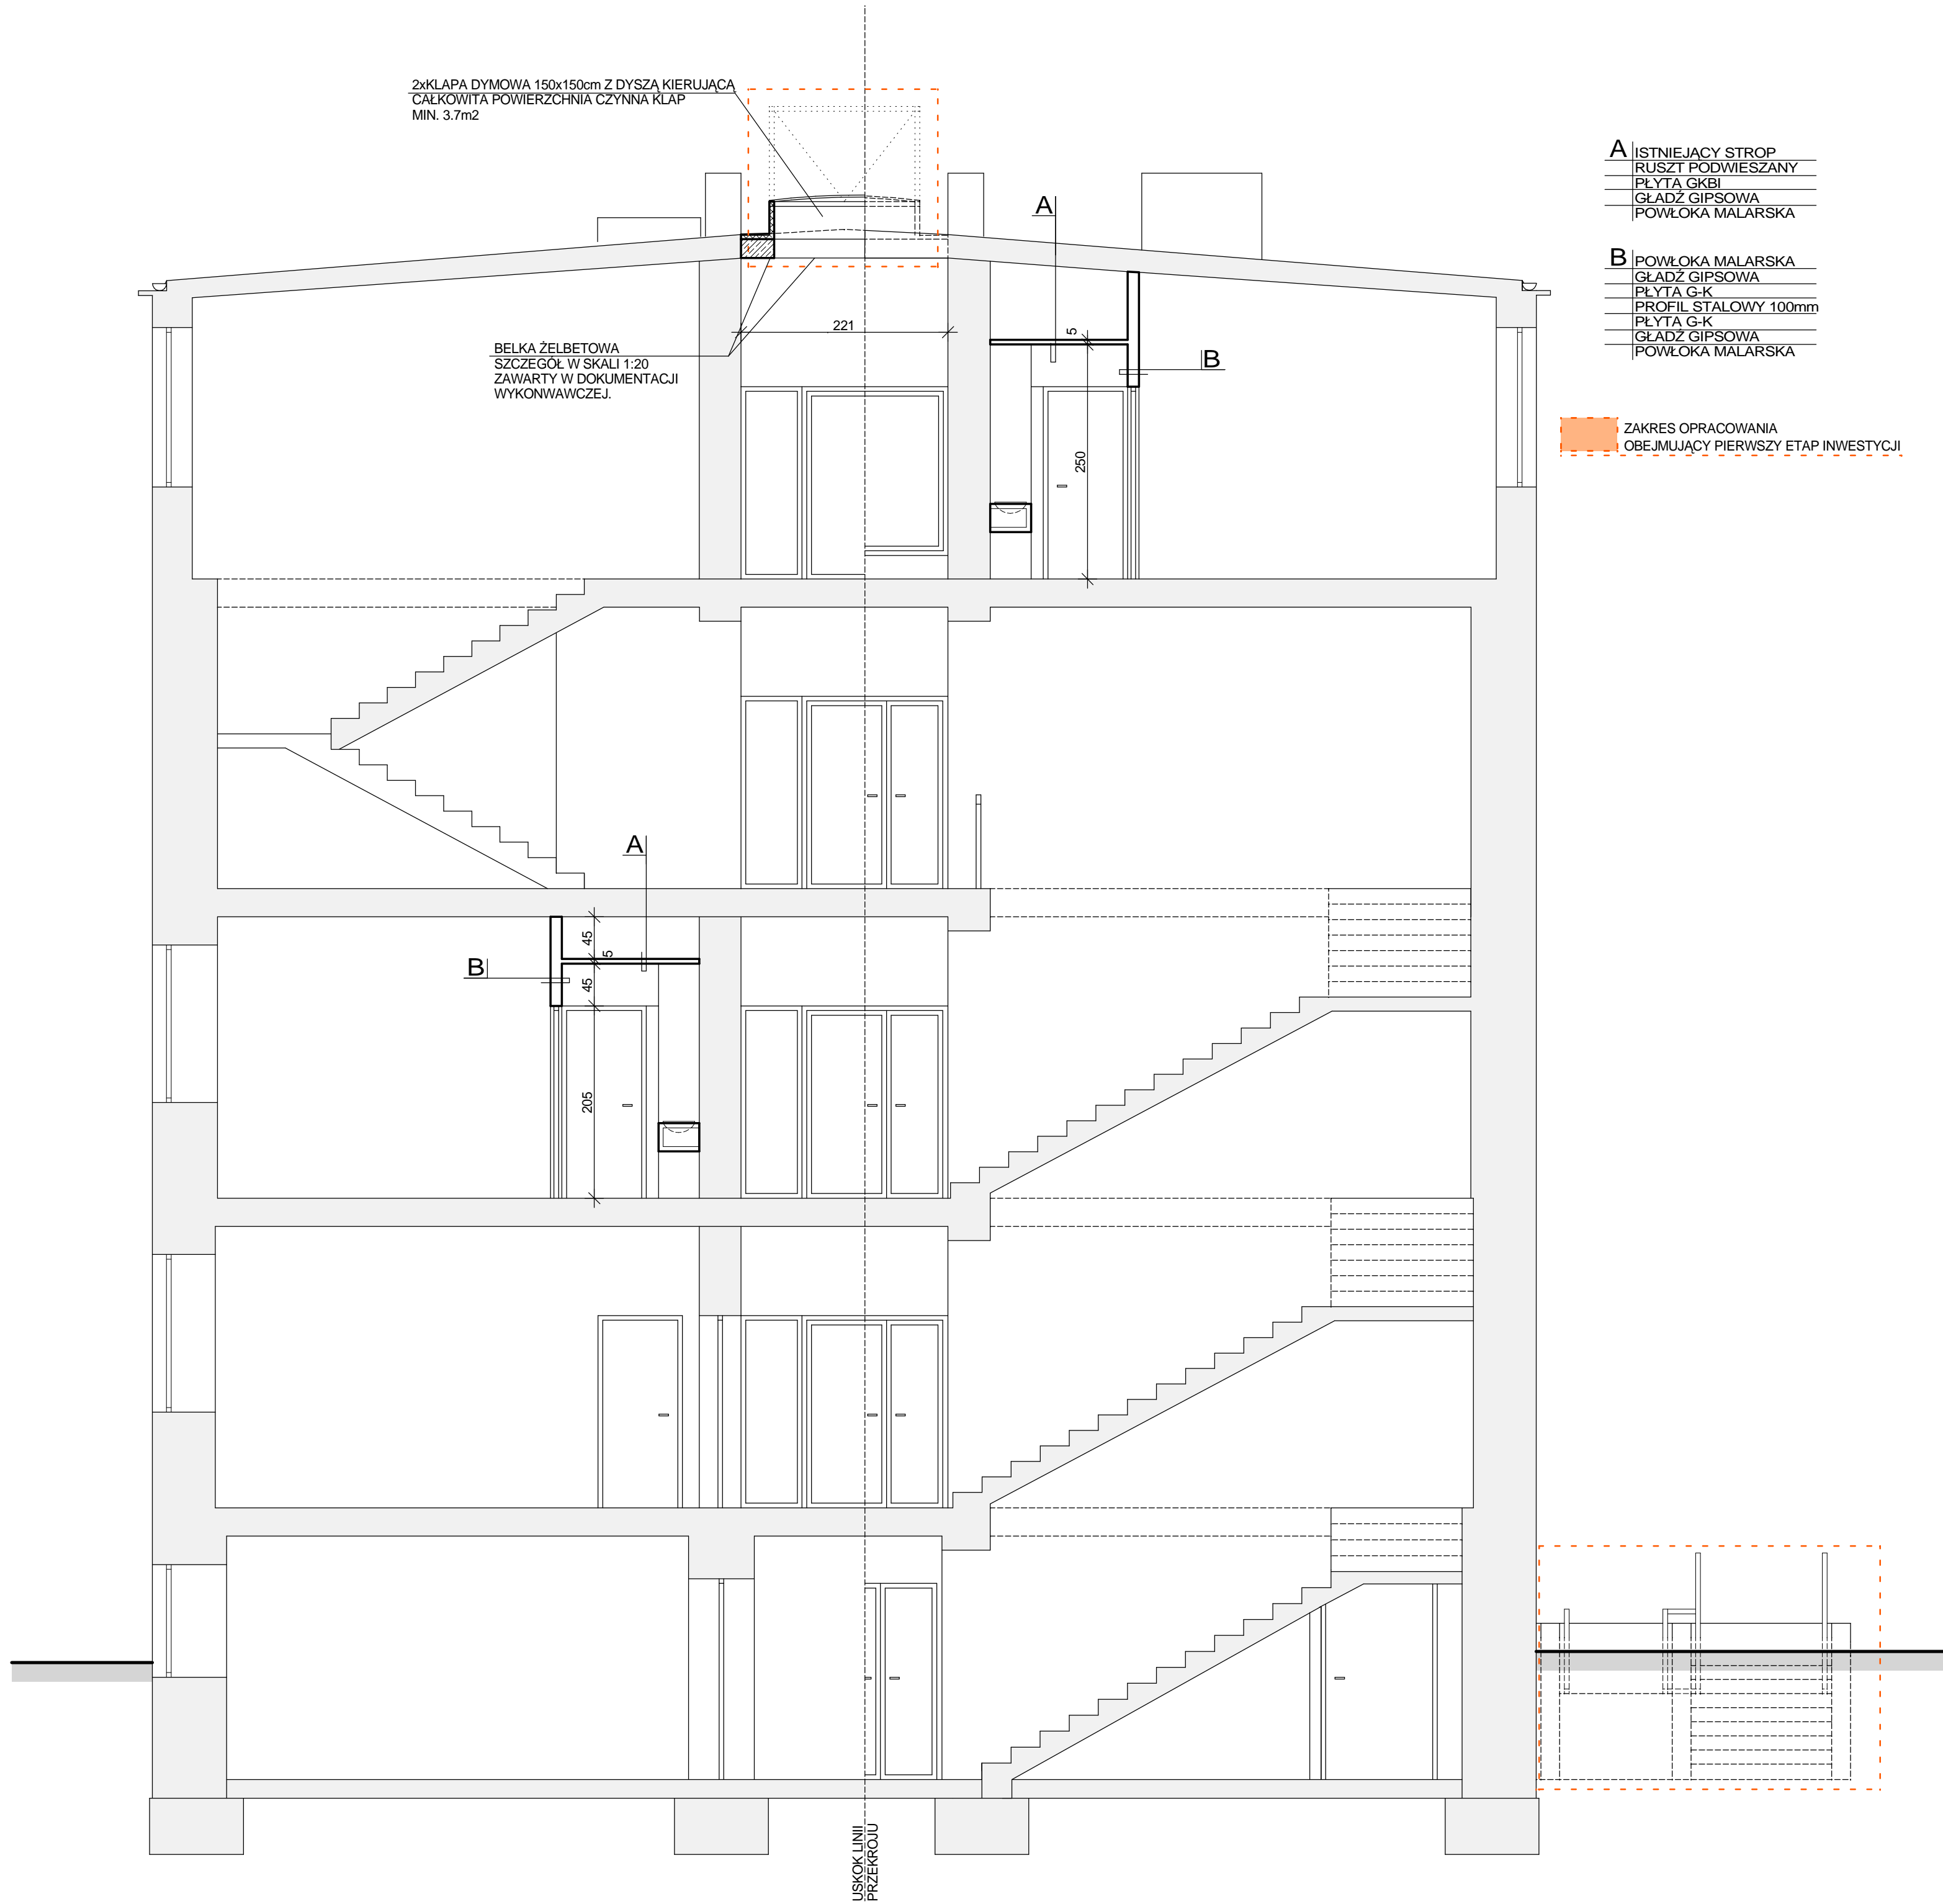 2xKLAPA DYMOWA 150x150cm Z DYSZĄ KIERUJĄCĄ
CAŁKOWITA POWIERZCHNIA CZYNNA KLAP
MIN. 3.7m2
A
ISTNIEJĄCY STROP
RUSZT PODWIESZANY
PŁYTA GKBI
GŁADŹ GIPSOWA
POWŁOKA MALARSKA
B
POWŁOKA MALARSKA
GŁADŹ GIPSOWA
PŁYTA G-K
PROFIL STALOWY 100mm
PŁYTA G-K
GŁADŹ GIPSOWA
POWŁOKA MALARSKA
ZAKRES OPRACOWANIA
OBEJMUJĄCY PIERWSZY ETAP INWESTYCJI
A
221
5
B
BELKA ŻELBETOWA
SZCZEGÓŁ W SKALI 1:20
ZAWARTY W DOKUMENTACJI
WYKONWAWCZEJ.
250
A
45
5
B
45
205
USKOK LINII
PRZEKROJU